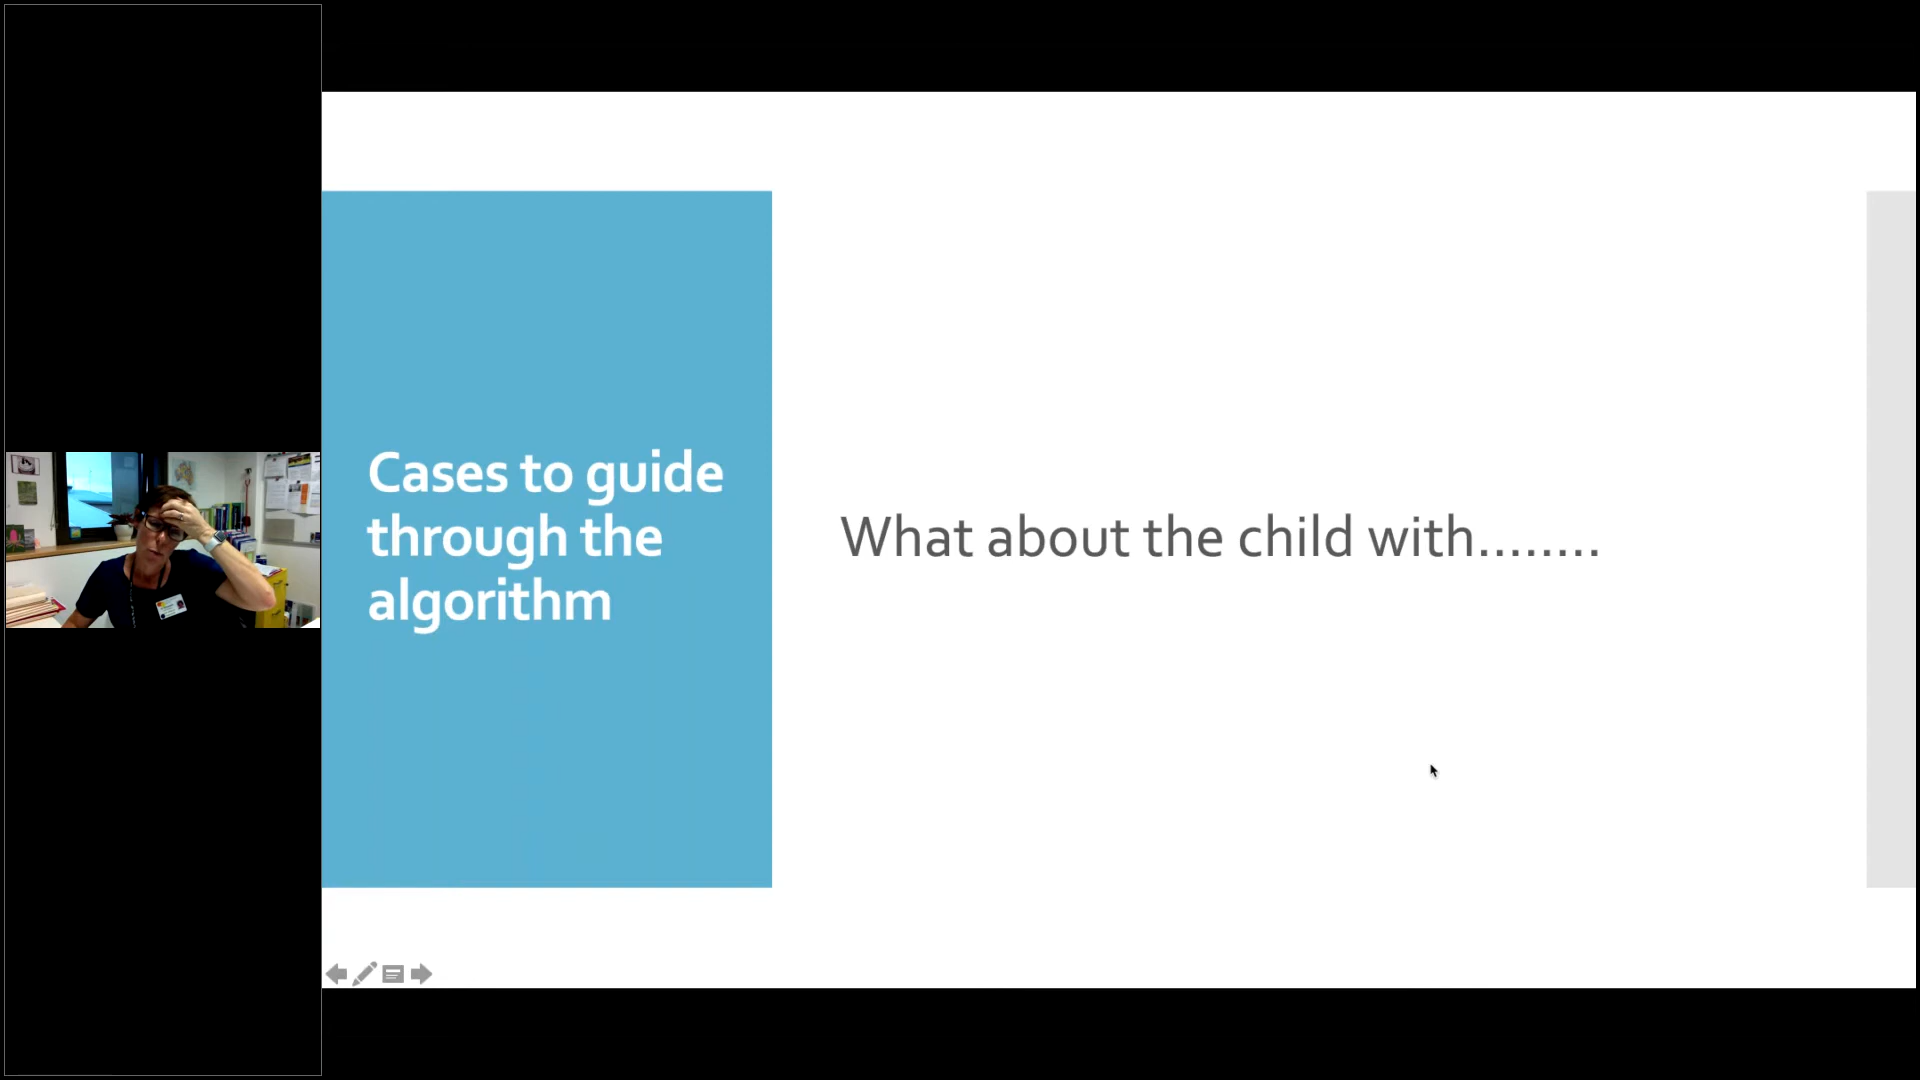 Cases to guide
through the
algorithm
What about the child with........